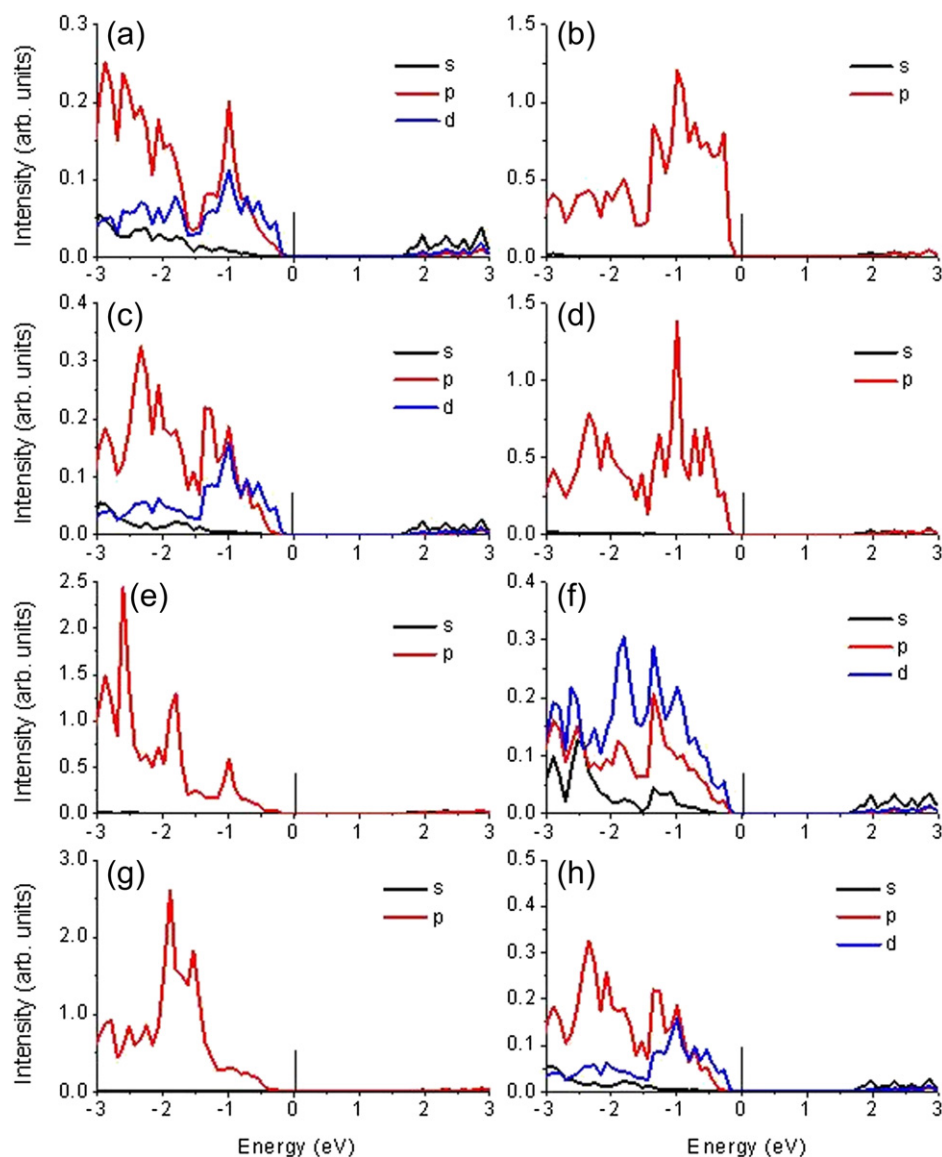 (a)
Intensity (arb. units)
0.3
0.2
0.1
0.0
s
p
d
-3 -2 -1 0 1 2 3
(b)
1.5
1.0
0.5
0.0
s
p
-3 -2 -1 0 1 2 3
(c)
Intensity (arb. units)
0.4
0.3
0.2
0.1
0.0
s
p
d
-3 -2 -1 0 1 2 3
(d)
1.5
1.0
0.5
0.0
s
p
-3 -2 -1 0 1 2 3
(e)
Intensity (arb. units)
2.5
2.0
1.5
1.0
0.5
0.0
s
p
-3 -2 -1 0 1 2 3
(f)
0.4
0.3
0.2
0.1
0.0
s
p
d
-3 -2 -1 0 1 2 3
(g)
Intensity (arb. units)
3.0
2.0
1.0
0.0
s
p
-3 -2 -1 0 1 2 3
Energy (eV)
(h)
0.5
0.4
0.3
0.2
0.1
0.0
s
p
d
-3 -2 -1 0 1 2 3
Energy (eV)